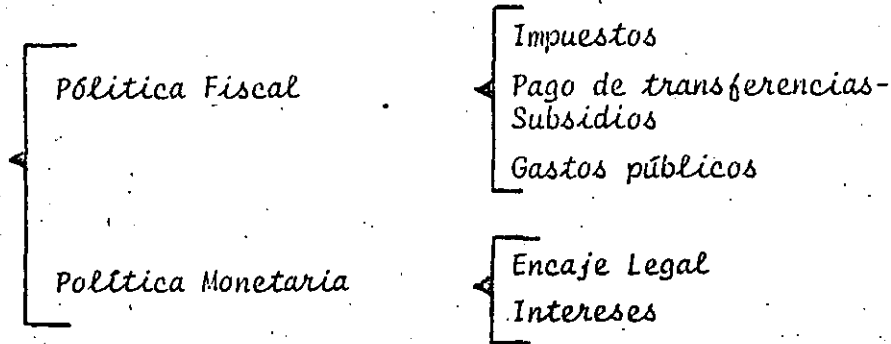 Impuestos
Pólitica Fiscal
Pago de transferencias-
Subsidios
Gastos públicos
Política Monetaria
Encaje Legal
Intereses